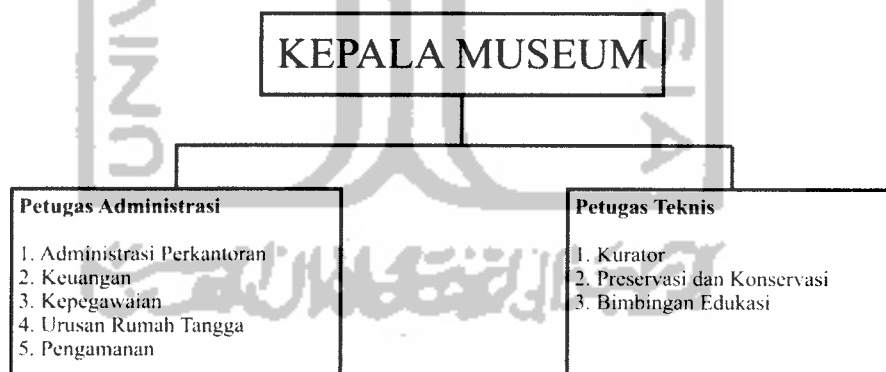 KEPALA MUSEUM
Petugas Administrasi
1. Administrasi Perkantoran
2. Keuangan
3. Kepegawaian
4. Urusan Rumah Tangga
5. Pengamanan
Petugas Teknis
1. Kurator
2. Preservasi dan Konservasi
3. Bimbingan Edukasi